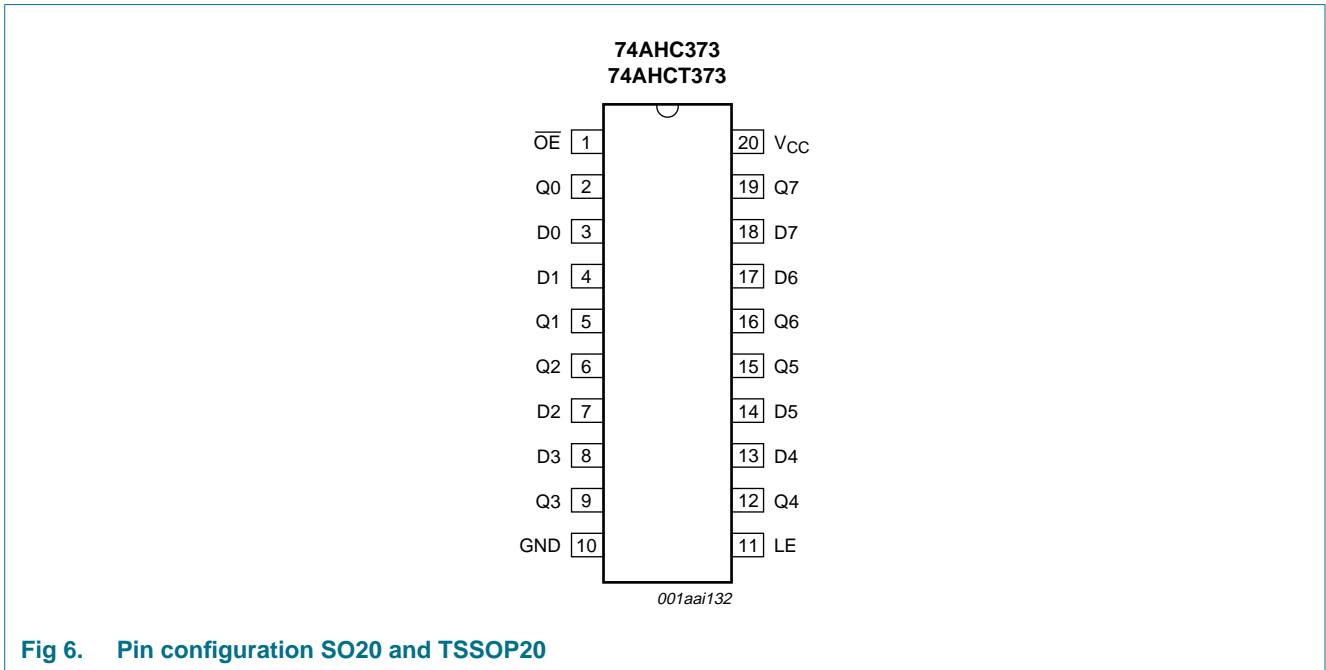 74AHC373
74AHCT373
OE 1 20 VCC
Q0 2 19 Q7
D0 3 18 D7
D1 4 17 D6
Q1 5 16 Q6
Q2 6 15 Q5
D2 7 14 D5
D3 8 13 D4
Q3 9 12 Q4
GND 10 11 LE
001aai132
Fig 6. Pin configuration SO20 and TSSOP20